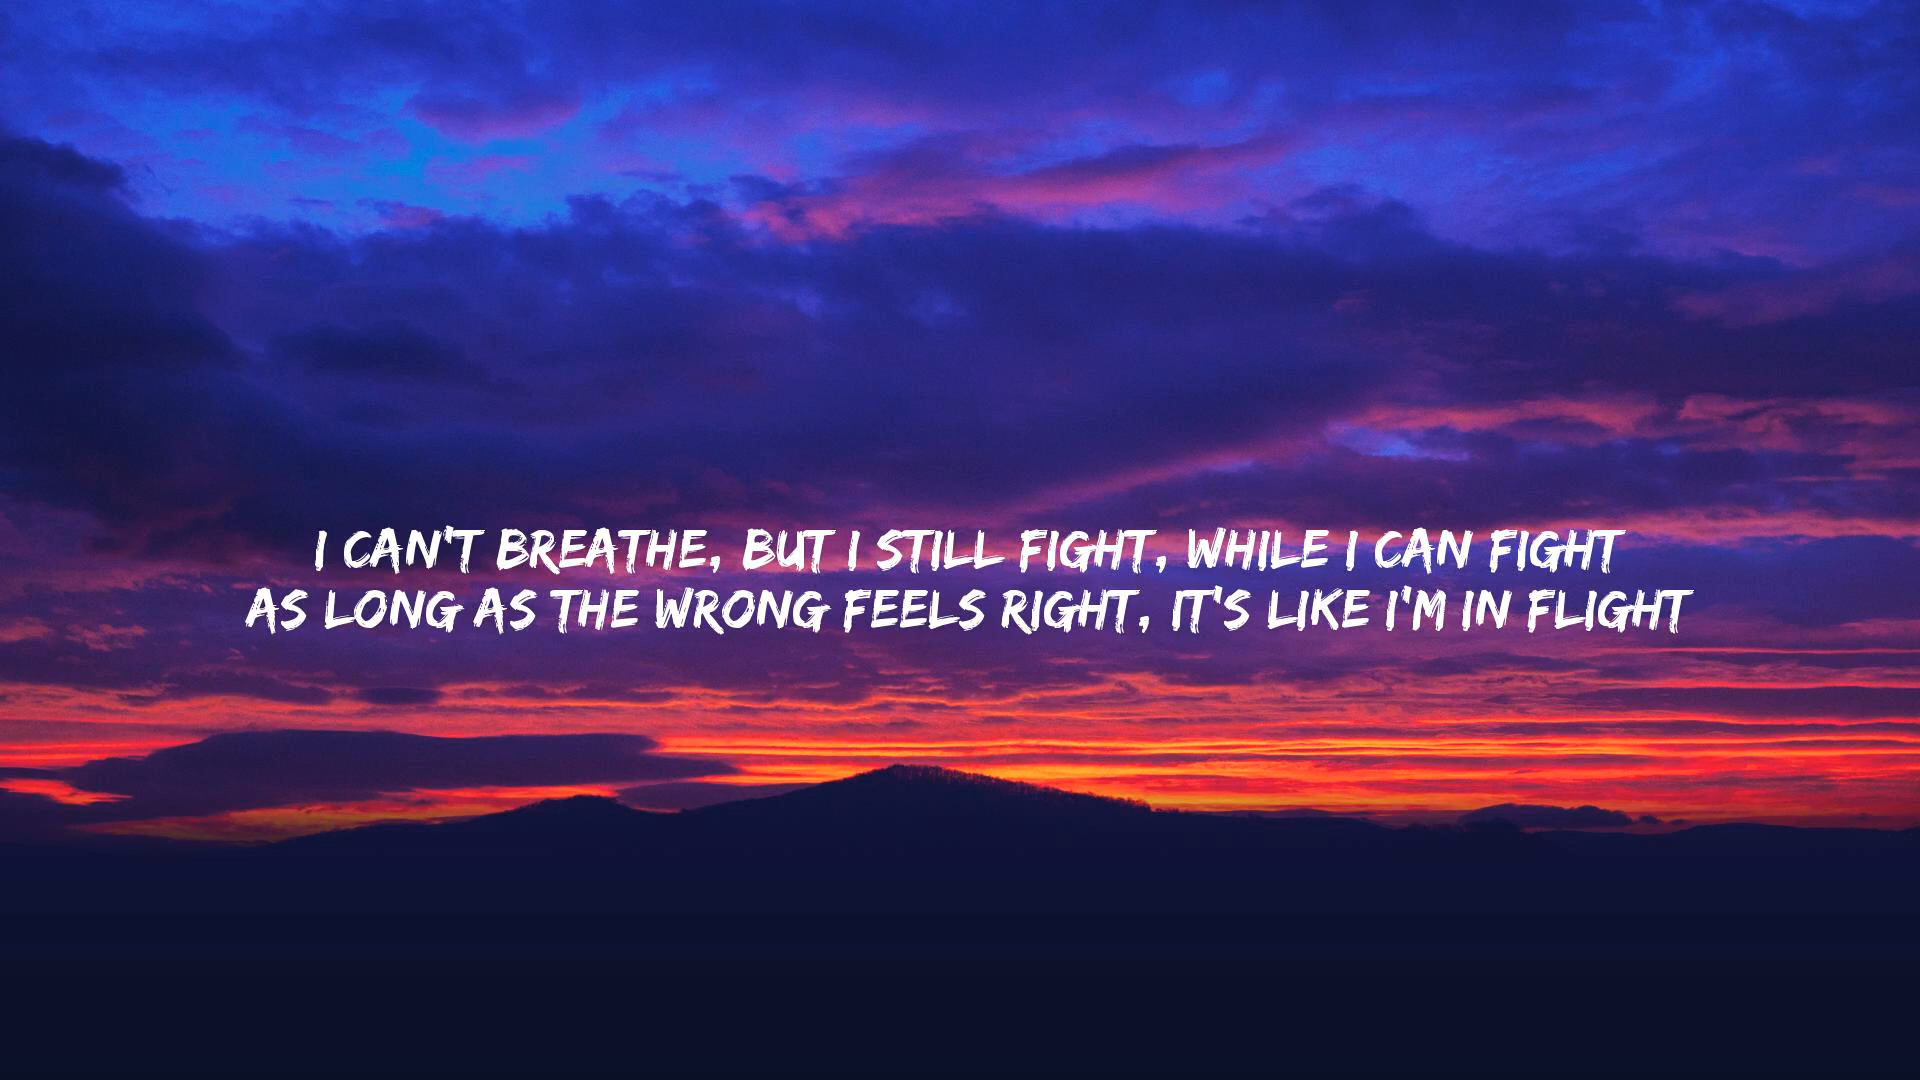 I CAN'T BREATHE, BUT I STILL FIGHT, WHILE I CAN FIGHT
AS LONG AS THE WRONG FEELS RIGHT, IT'S LIKE I'M IN FLIGHT